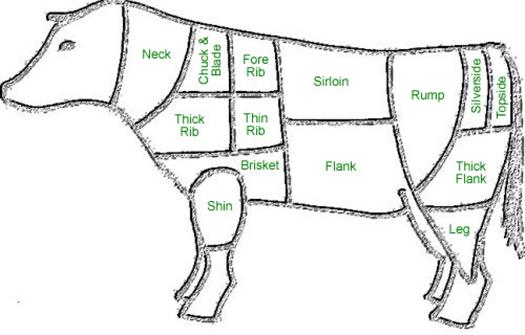 Neck
Chuck &
Blade
Fore
Rib
Sirloin
Rump
Silverside
Topside
Thick
Rib
Thin
Rib
Brisket
Flank
Thick
Flank
Shin
Leg